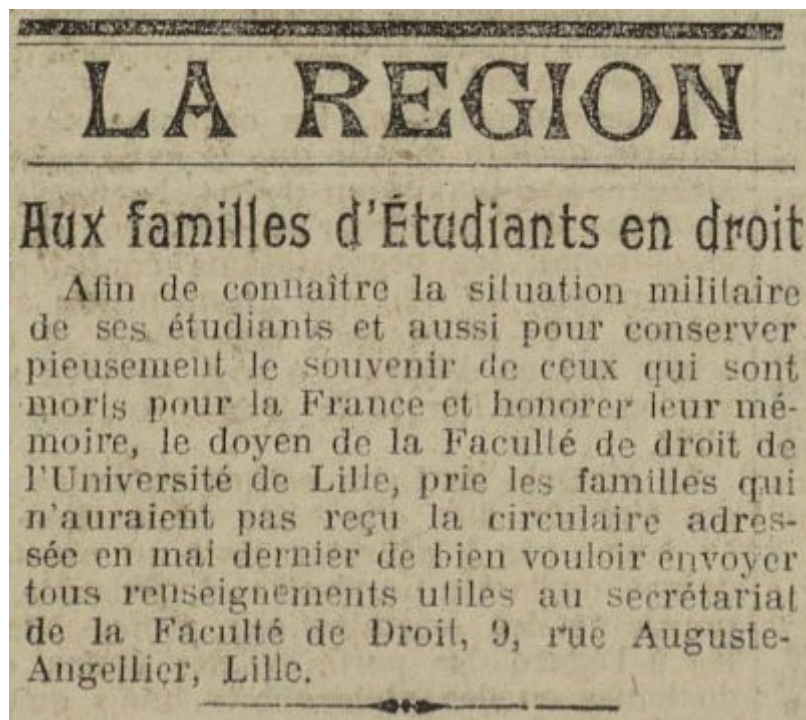 LA REGION
Aux familles d'Étudiants en droit
Afin de connaître la situation militaire
de ses étudiants et aussi pour conserver
pieusement le souvenir de ceux qui sont
morts pour la France et honorer leur mé-
moire, le doyen de la Faculté de droit de
l'Université de Lille, prie les familles qui
n'auraient pas reçu la circulaire adres-
sée en mai dernier de bien vouloir envoyer
tous renseignements utiles au secrétariat
de la Faculté de Droit, 9, rue Auguste-
Angellier, Lille.